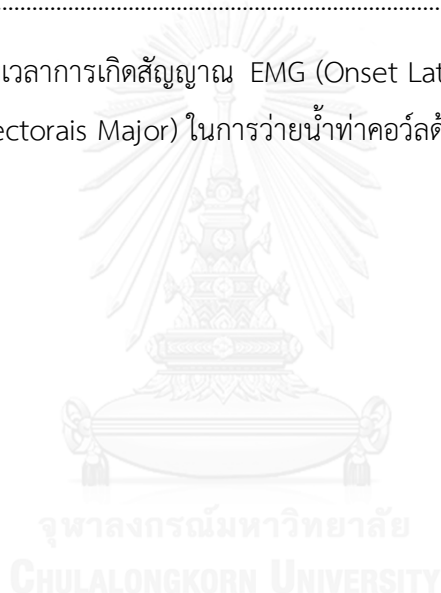 เวลาการเกิดสัญญาณ EMG (Onset Lat
ectorais Major) ในการว่ายน้ำท่าคอว์ลด้
จุฬาลงกรณ์มหาวิทยาลัย
CHULALONGKORN UNIVERSITY